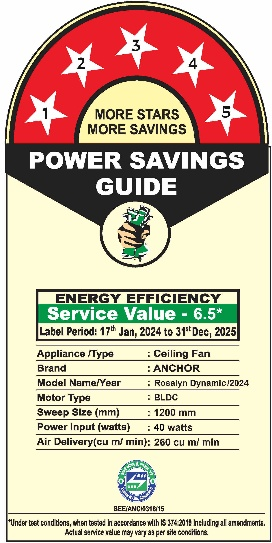 1 2 3 4 5
MORE STARS
MORE SAVINGS
POWER SAVINGS
GUIDE
ENERGY EFFICIENCY
Service Value - 6.5*
Label Period: 17th Jan, 2024 to 31st Dec, 2025
Appliance /Type : Ceiling Fan
Brand : ANCHOR
Model Name/Year : Rosalyn Dynamic/2024
Motor Type : BLDC
Sweep Size (mm) : 1200 mm
Power Input (watts) : 40 watts
Air Delivery(cu m/ min): 260 cu m/ min
*Under test conditions, when tested in accordance with IS 374:2019 including all amendments.
Actual service value may vary as per site conditions.